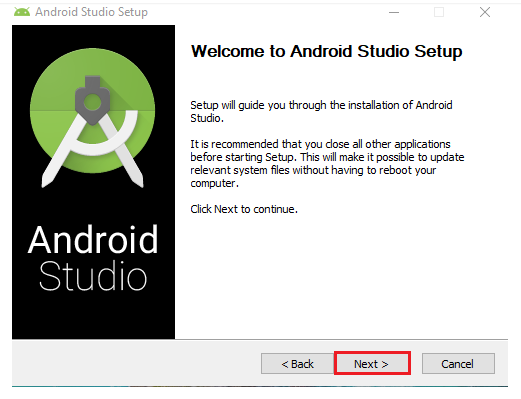 Android Studio Setup
Welcome to Android Studio Setup
Setup will guide you through the installation of Android
Studio.
It is recommended that you close all other applications
before starting Setup. This will make it possible to update
relevant system files without having to reboot your
computer.
Click Next to continue.
Android
Studio
< Back
Next >
Cancel